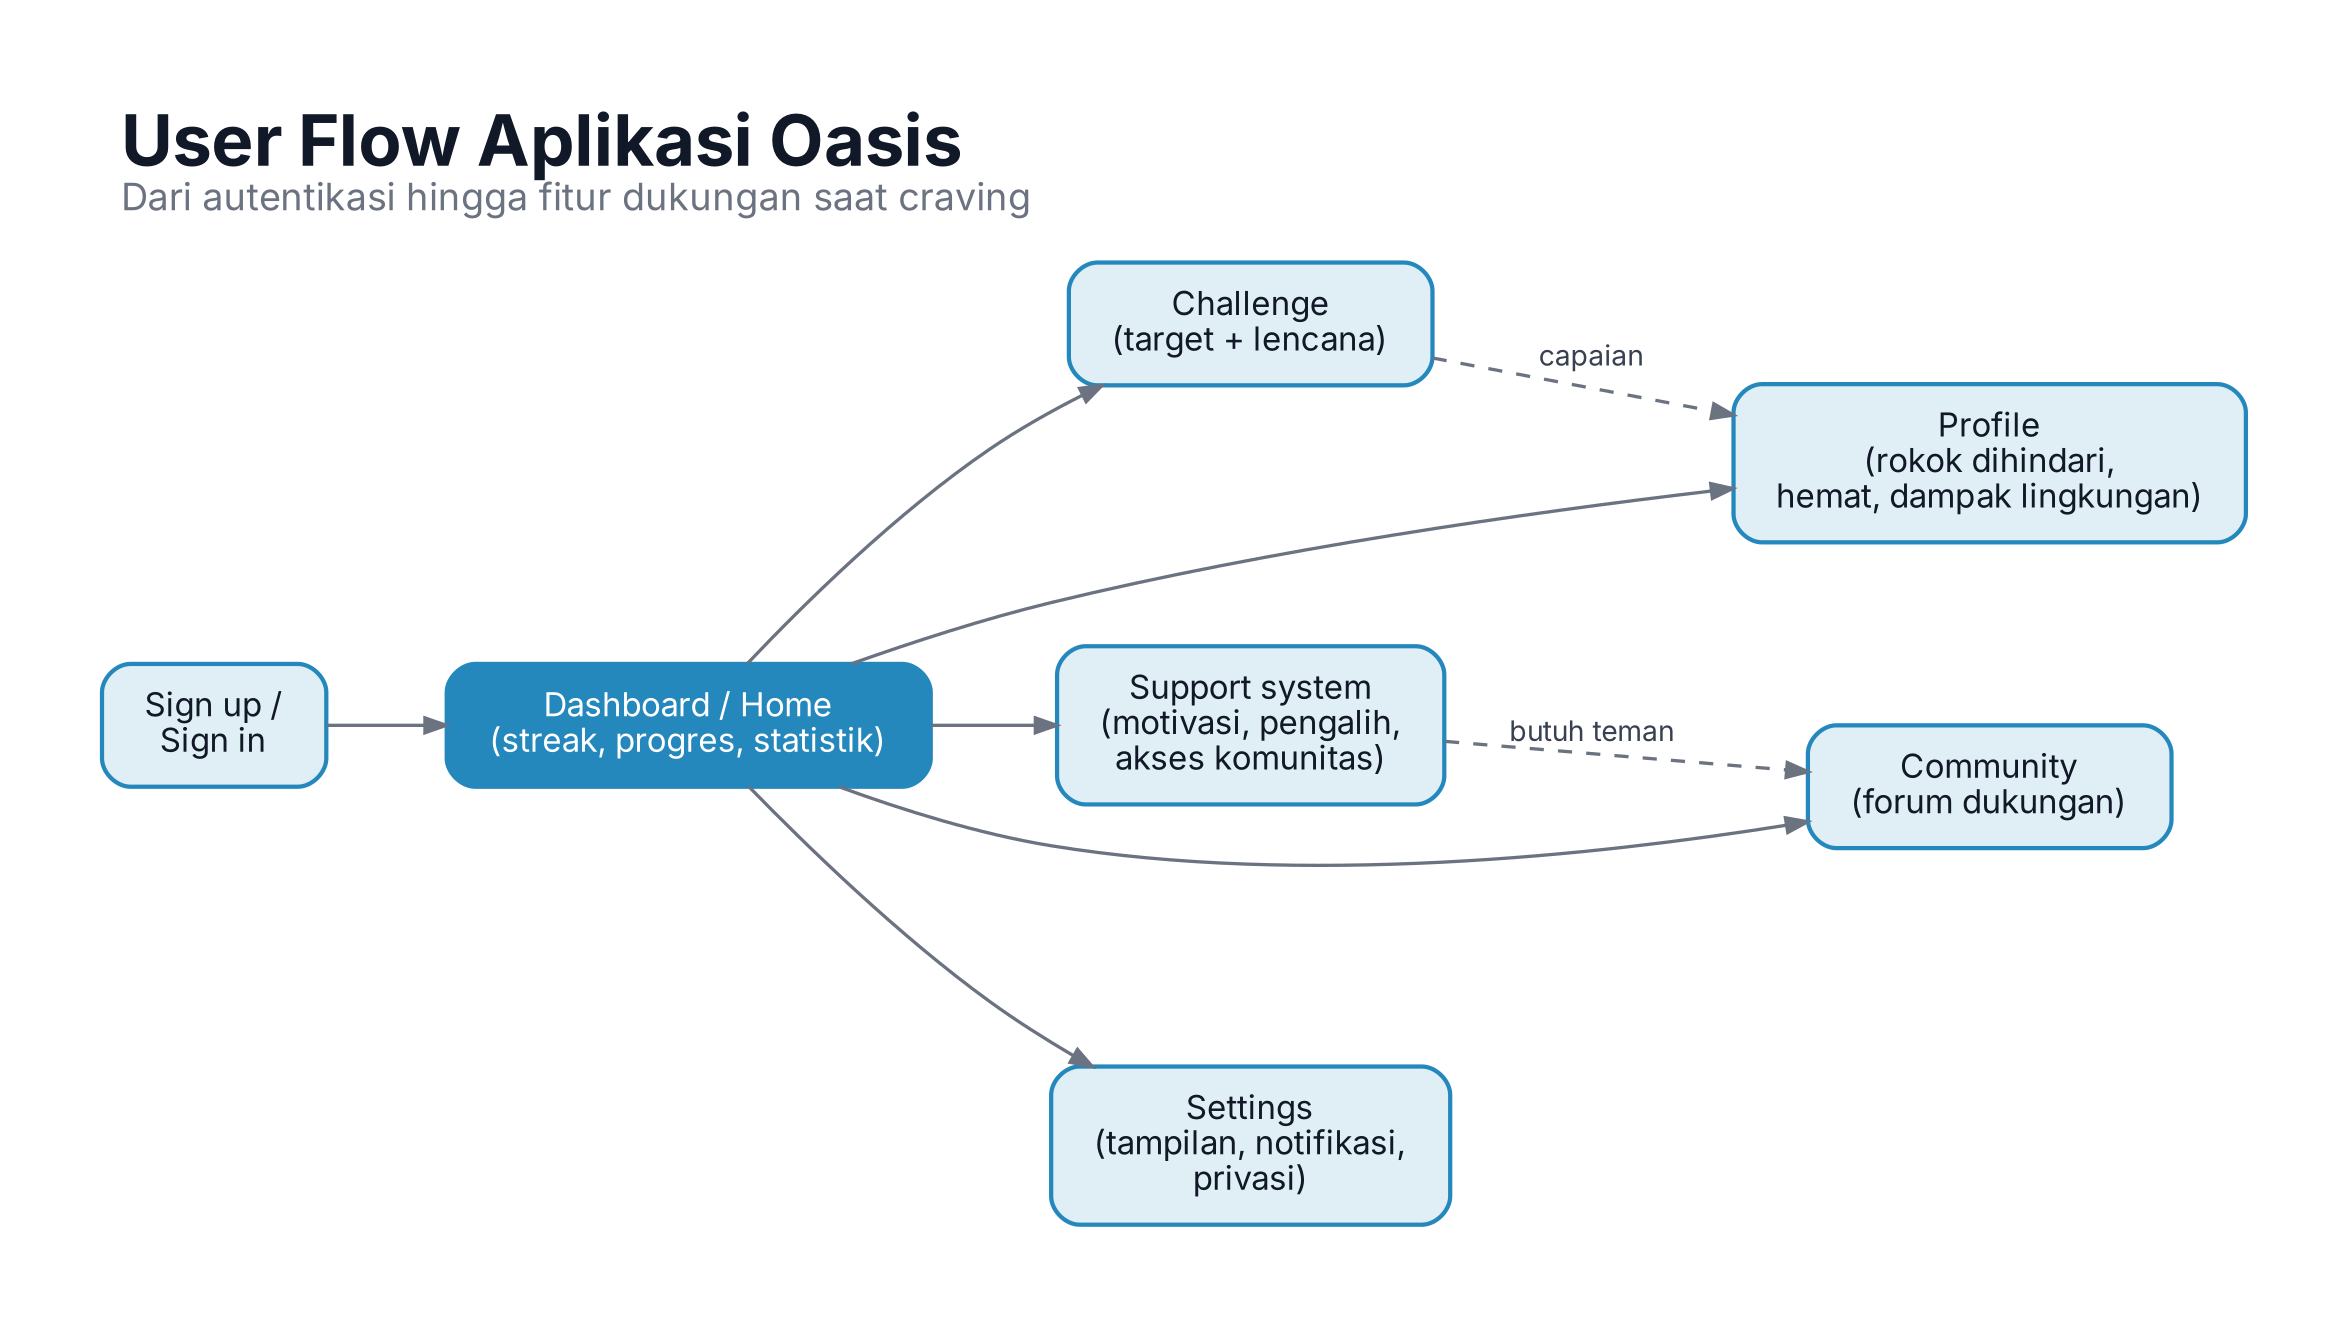 User Flow Aplikasi Oasis
Dari autentikasi hingga fitur dukungan saat craving
Challenge
(target + lencana)
capaian
Profile
(rokok dihindari,
hemat, dampak lingkungan)
Sign up /
Sign in
Dashboard / Home
(streak, progres, statistik)
Support system
(motivasi, pengalih,
akses komunitas)
butuh teman
Community
(forum dukungan)
Settings
(tampilan, notifikasi,
privasi)